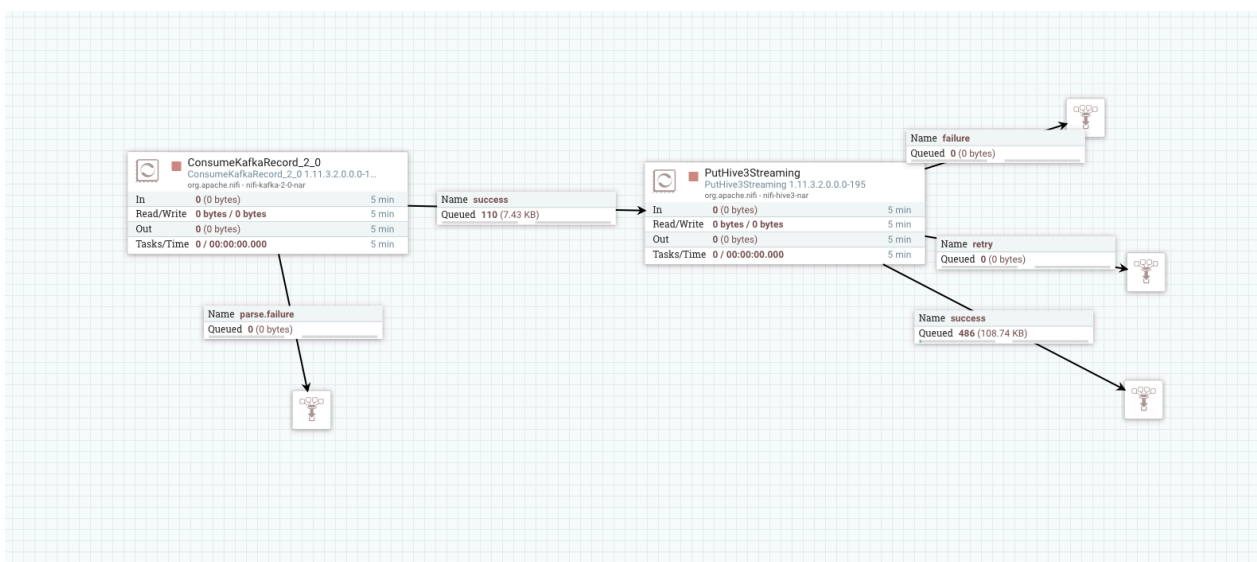 ConsumeKafkaRecord_2_0
ConsumeKafkaRecord_2_0 1.11.3.2.0.0.0-1...
org.apache.nifi - nifi-kafka-2-0-nar
In 0 (0 bytes) 5 min
Read/Write 0 bytes / 0 bytes 5 min
Out 0 (0 bytes) 5 min
Tasks/Time 0 / 00:00:00.000 5 min
Name success
Queued 110 (7.43 KB)
PutHive3Streaming
PutHive3Streaming 1.11.3.2.0.0.0-195
org.apache.nifi - nifi-hive3-nar
In 0 (0 bytes) 5 min
Read/Write 0 bytes / 0 bytes 5 min
Out 0 (0 bytes) 5 min
Tasks/Time 0 / 00:00:00.000 5 min
Name failure
Queued 0 (0 bytes)
Name retry
Queued 0 (0 bytes)
Name success
Queued 486 (108.74 KB)
Name parse.failure
Queued 0 (0 bytes)